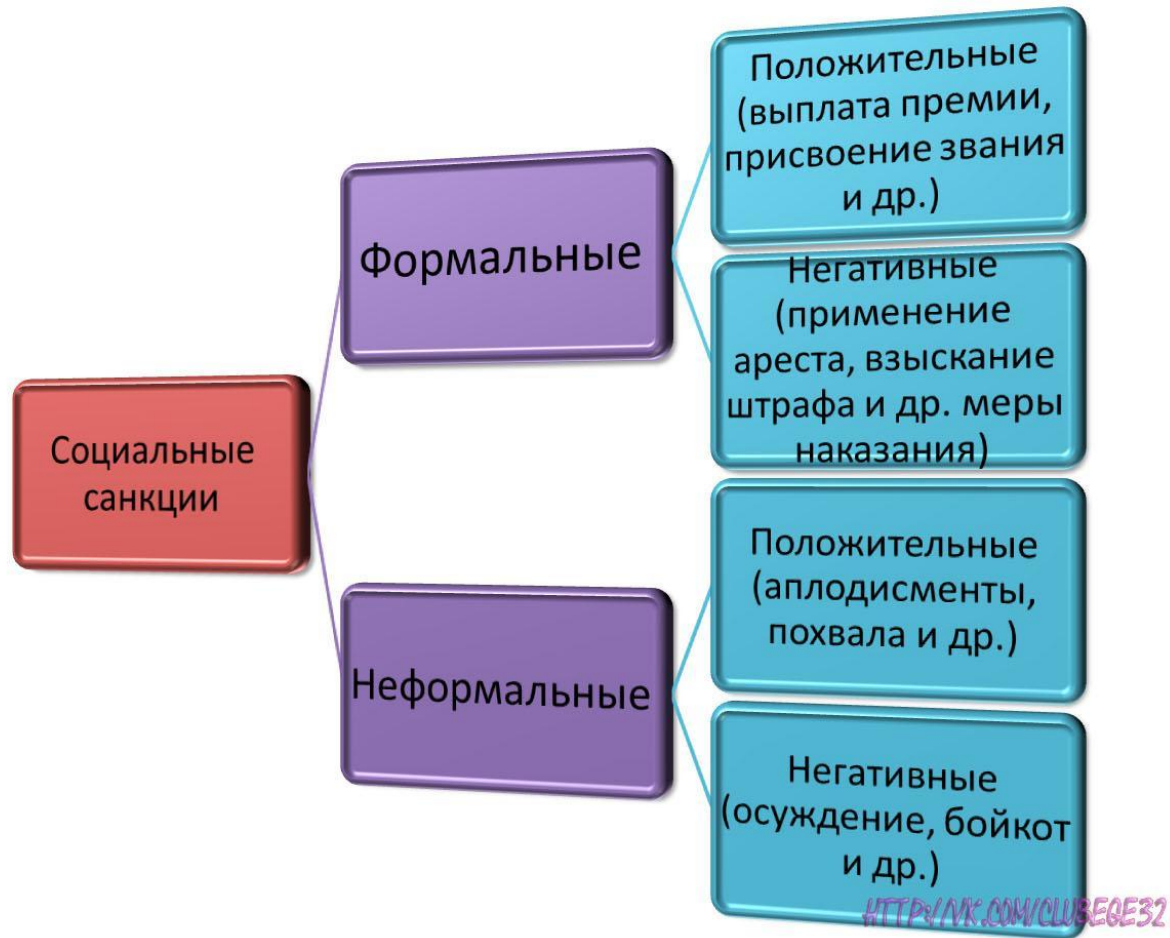 Социальные
санкции
Формальные
Положительные
(выплата премии,
присвоение звания
и др.)
Негативные
(применение
ареста, взыскание
штрафа и др. меры
наказания)
Неформальные
Положительные
(аплодисменты,
похвала и др.)
Негативные
(осуждение, бойкот
и др.)
HTTP://VK.COM/CLUBEGE32